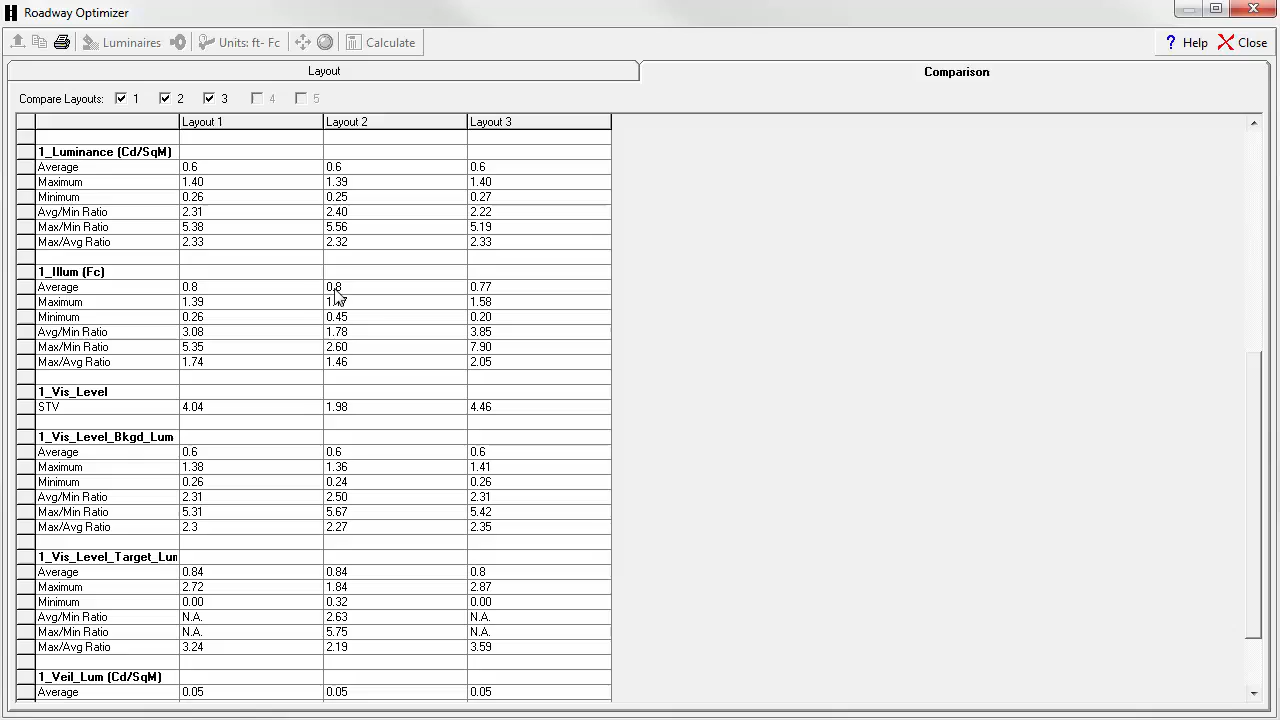 Roadway Optimizer
Luminaires Units: ft- Fc Calculate ? Help Close
Layout Comparison
Compare Layouts: 1 2 3 4 5
Layout 1 Layout 2 Layout 3
1_Luminance (Cd/SqM)
Average 0.6 0.6 0.6
Maximum 1.40 1.39 1.40
Minimum 0.26 0.25 0.27
Avg/Min Ratio 2.31 2.40 2.22
Max/Min Ratio 5.38 5.56 5.19
Max/Avg Ratio 2.33 2.32 2.33
1_Illum (Fc)
Average 0.8 0.8 0.77
Maximum 1.39 1.58
Minimum 0.26 0.45 0.20
Avg/Min Ratio 3.08 1.78 3.85
Max/Min Ratio 5.35 2.60 7.90
Max/Avg Ratio 1.74 1.46 2.05
1_Vis_Level
STV 4.04 1.98 4.46
1_Vis_Level_Bkgd_Lum
Average 0.6 0.6 0.6
Maximum 1.38 1.36 1.41
Minimum 0.26 0.24 0.26
Avg/Min Ratio 2.31 2.50 2.31
Max/Min Ratio 5.31 5.67 5.42
Max/Avg Ratio 2.3 2.27 2.35
1_Vis_Level_Target_Lum
Average 0.84 0.84 0.8
Maximum 2.72 1.84 2.87
Minimum 0.00 0.32 0.00
Avg/Min Ratio N.A. 2.63 N.A.
Max/Min Ratio N.A. 5.75 N.A.
Max/Avg Ratio 3.24 2.19 3.59
1_Veil_Lum (Cd/SqM)
Average 0.05 0.05 0.05